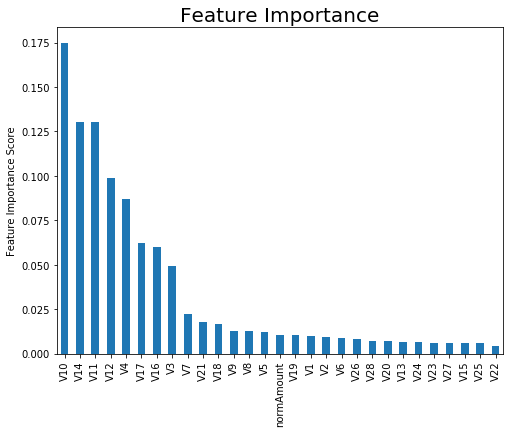 Feature Importance
Feature Importance Score
0.175
0.150
0.125
0.100
0.075
0.050
0.025
0.000
V10
V14
V11
V12
V4
V17
V16
V3
V7
V21
V18
V9
V8
V5
normAmount
V19
V1
V2
V6
V26
V28
V20
V13
V24
V23
V27
V15
V25
V22